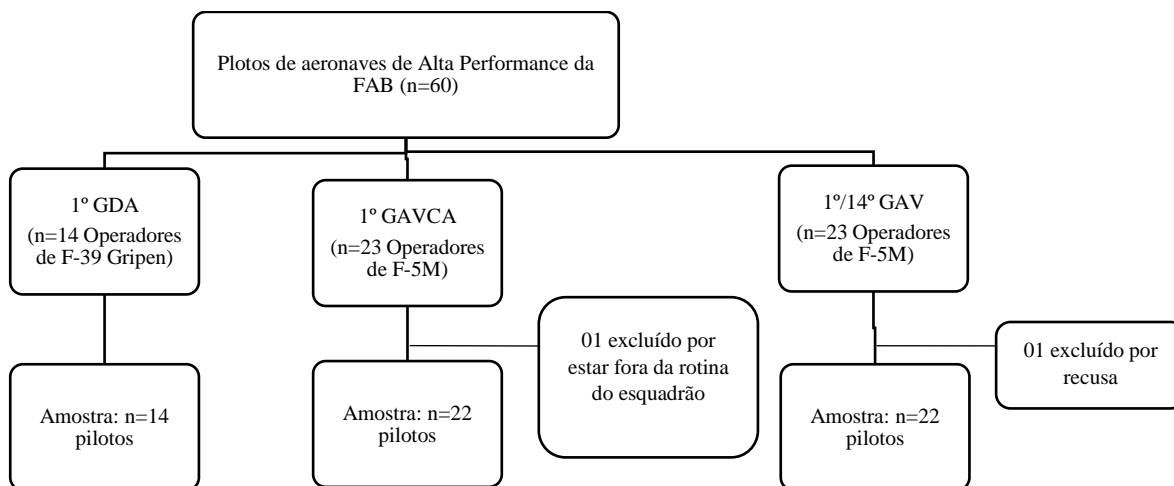 Plotos de aeronaves de Alta Performance da
FAB (n=60)
1º GDA
(n=14 Operadores
de F-39 Gripen)
1º GAVCA
(n=23 Operadores
de F-5M)
1º/14º GAV
(n=23 Operadores
de F-5M)
01 excluído por
estar fora da rotina
do esquadrão
01 excluído por
recusa
Amostra: n=14
pilotos
Amostra: n=22
pilotos
Amostra: n=22
pilotos